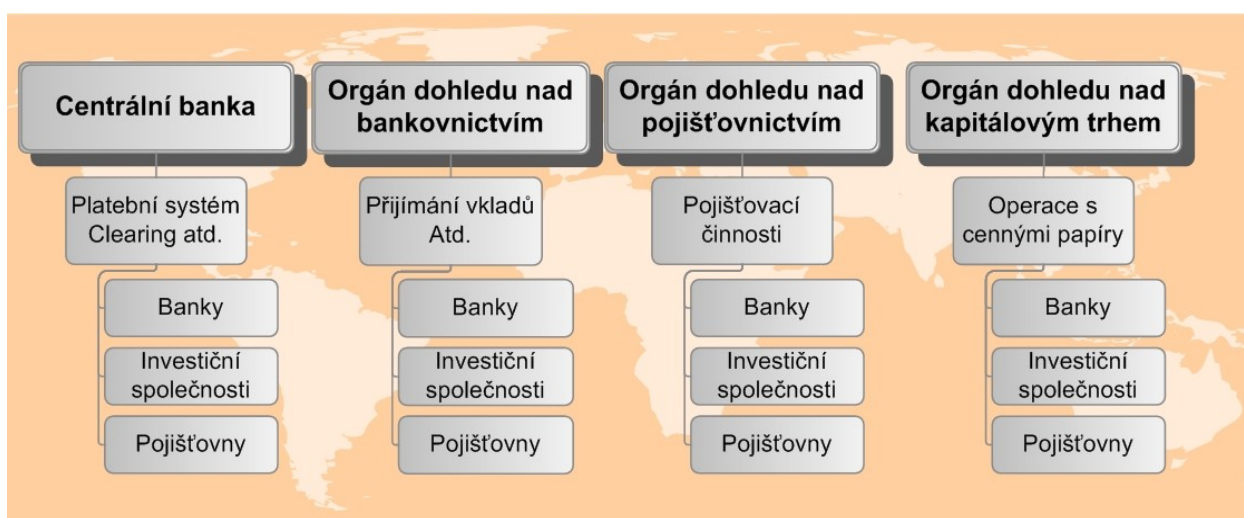 Centrální banka
Orgán dohledu nad
bankovnictvím
Orgán dohledu nad
pojišťovnictvím
Orgán dohledu nad
kapitálovým trhem
Platební systém
Clearing atd.
Přijímání vkladů
Atd.
Pojišťovací
činnosti
Operace s
cennými papíry
Banky
Investiční
společnosti
Pojišťovny
Banky
Investiční
společnosti
Pojišťovny
Banky
Investiční
společnosti
Pojišťovny
Banky
Investiční
společnosti
Pojišťovny